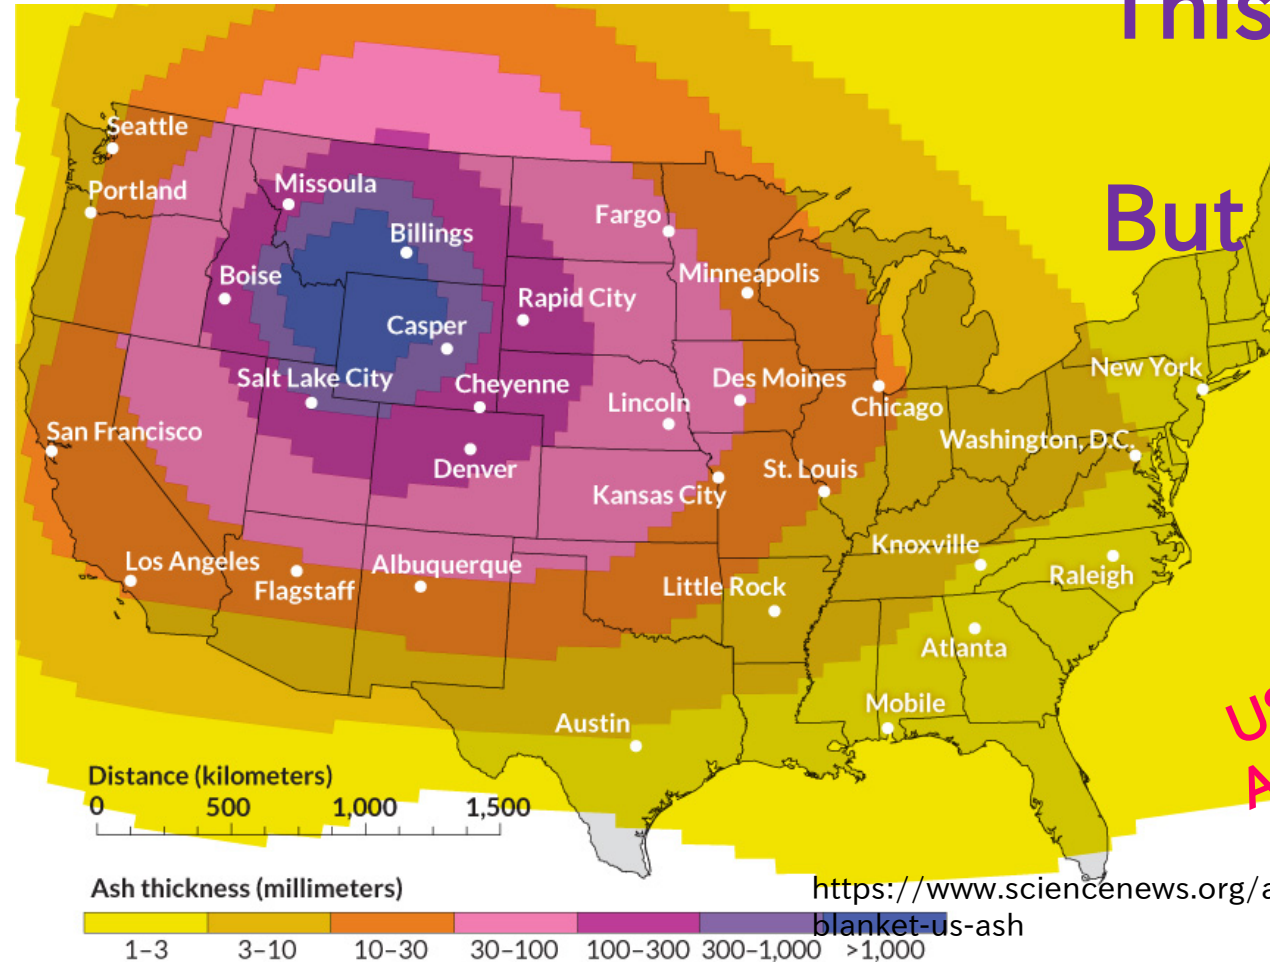 This
But
Seattle
Portland
Missoula
Billings
Fargo
Boise
Minneapolis
Rapid City
Casper
Salt Lake City
Cheyenne
Des Moines
New York
Lincoln
Chicago
San Francisco
Washington, D.C.
Denver
St. Louis
Kansas City
Knoxville
Los Angeles
Albuquerque
Flagstaff
Little Rock
Raleigh
Atlanta
Mobile
Austin
US
A
Distance (kilometers)
0 500 1,000 1,500
Ash thickness (millimeters)
https://www.sciencenews.org/a
blanket-us-ash
1–3 3–10 10–30 30–100 100–300 300–1,000 >1,000